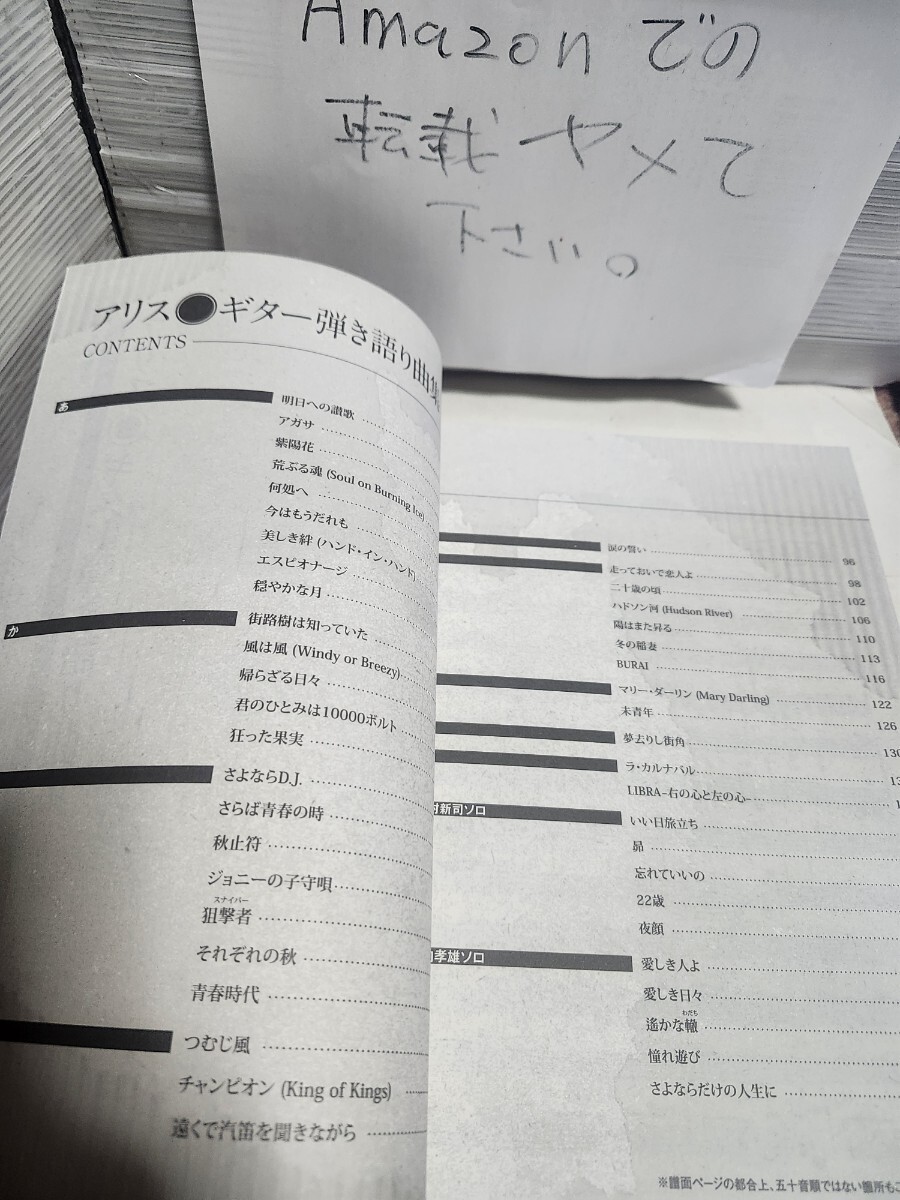 Amazonでの
転載ヤメて
下さい。
アリス●ギター弾き語り曲集
CONTENTS
あ
明日への讃歌
アガサ
紫陽花
荒ぶる魂 (Soul on Burning Ice)
何処へ
今はもうだれも
美しき絆 (ハンド・イン・ハンド)
エスピオナージ
穏やかな月
か
街路樹は知っていた
風は風 (Windy or Breezy)
帰らざる日々
君のひとみは10000ボルト
狂った果実
さよならD.J.
さらば青春の時
秋止符
ジョニーの子守唄
スナイパー
狙撃者
それぞれの秋
青春時代
つむじ風
チャンピオン (King of Kings)
遠くで汽笛を聞きながら
涙の誓い 96
走っておいで恋人よ 98
二十歳の頃 102
ハドソン河 (Hudson River) 106
陽はまた昇る 110
冬の稲妻 113
BURAI 116
マリー・ダーリン (Mary Darling) 122
未青年 126
夢去りし街角 130
ラ・カルナバル
LIBRA-右の心と左の心-
村新司ソロ
いい日旅立ち
昴
忘れていいの
22歳
夜顔
孝雄ソロ
愛しき人よ
愛しき日々
わだち
遙かな轍
憧れ遊び
さよならだけの人生に
※譜面ページの都合上、五十音順ではない箇所もご